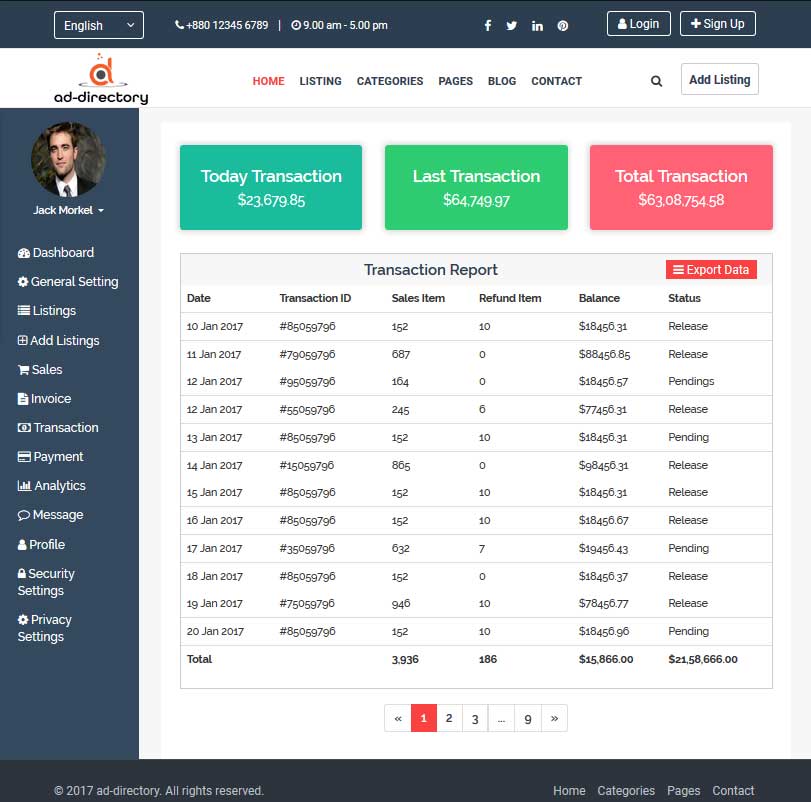 English
+880 12345 6789 | 9.00 am - 5.00 pm
Login
Sign Up
ad-directory
HOME LISTING CATEGORIES PAGES BLOG CONTACT
Add Listing
Jack Morkel
Dashboard
General Setting
Listings
Add Listings
Sales
Invoice
Transaction
Payment
Analytics
Message
Profile
Security
Settings
Privacy
Settings
Today Transaction
$23,679.85
Last Transaction
$64,749.97
Total Transaction
$63,08,754.58
Transaction Report
Export Data
Date Transaction ID Sales Item Refund Item Balance Status
10 Jan 2017 #85059796 152 10 $18456.31 Release
11 Jan 2017 #79059796 687 0 $88456.85 Release
12 Jan 2017 #95059796 164 0 $18456.57 Pendings
12 Jan 2017 #55059796 245 6 $77456.31 Release
13 Jan 2017 #85059796 152 10 $18456.31 Pending
14 Jan 2017 #15059796 865 0 $98456.31 Release
15 Jan 2017 #85059796 152 10 $18456.31 Release
16 Jan 2017 #85059796 152 10 $18456.67 Release
17 Jan 2017 #35059796 632 7 $19456.43 Pending
18 Jan 2017 #85059796 152 0 $18456.37 Release
19 Jan 2017 #75059796 946 10 $78456.77 Release
20 Jan 2017 #85059796 152 10 $18456.96 Pending
Total 3,936 186 $15,866.00 $21,58,666.00
« 1 2 3 ... 9 »
© 2017 ad-directory. All rights reserved.
Home Categories Pages Contact